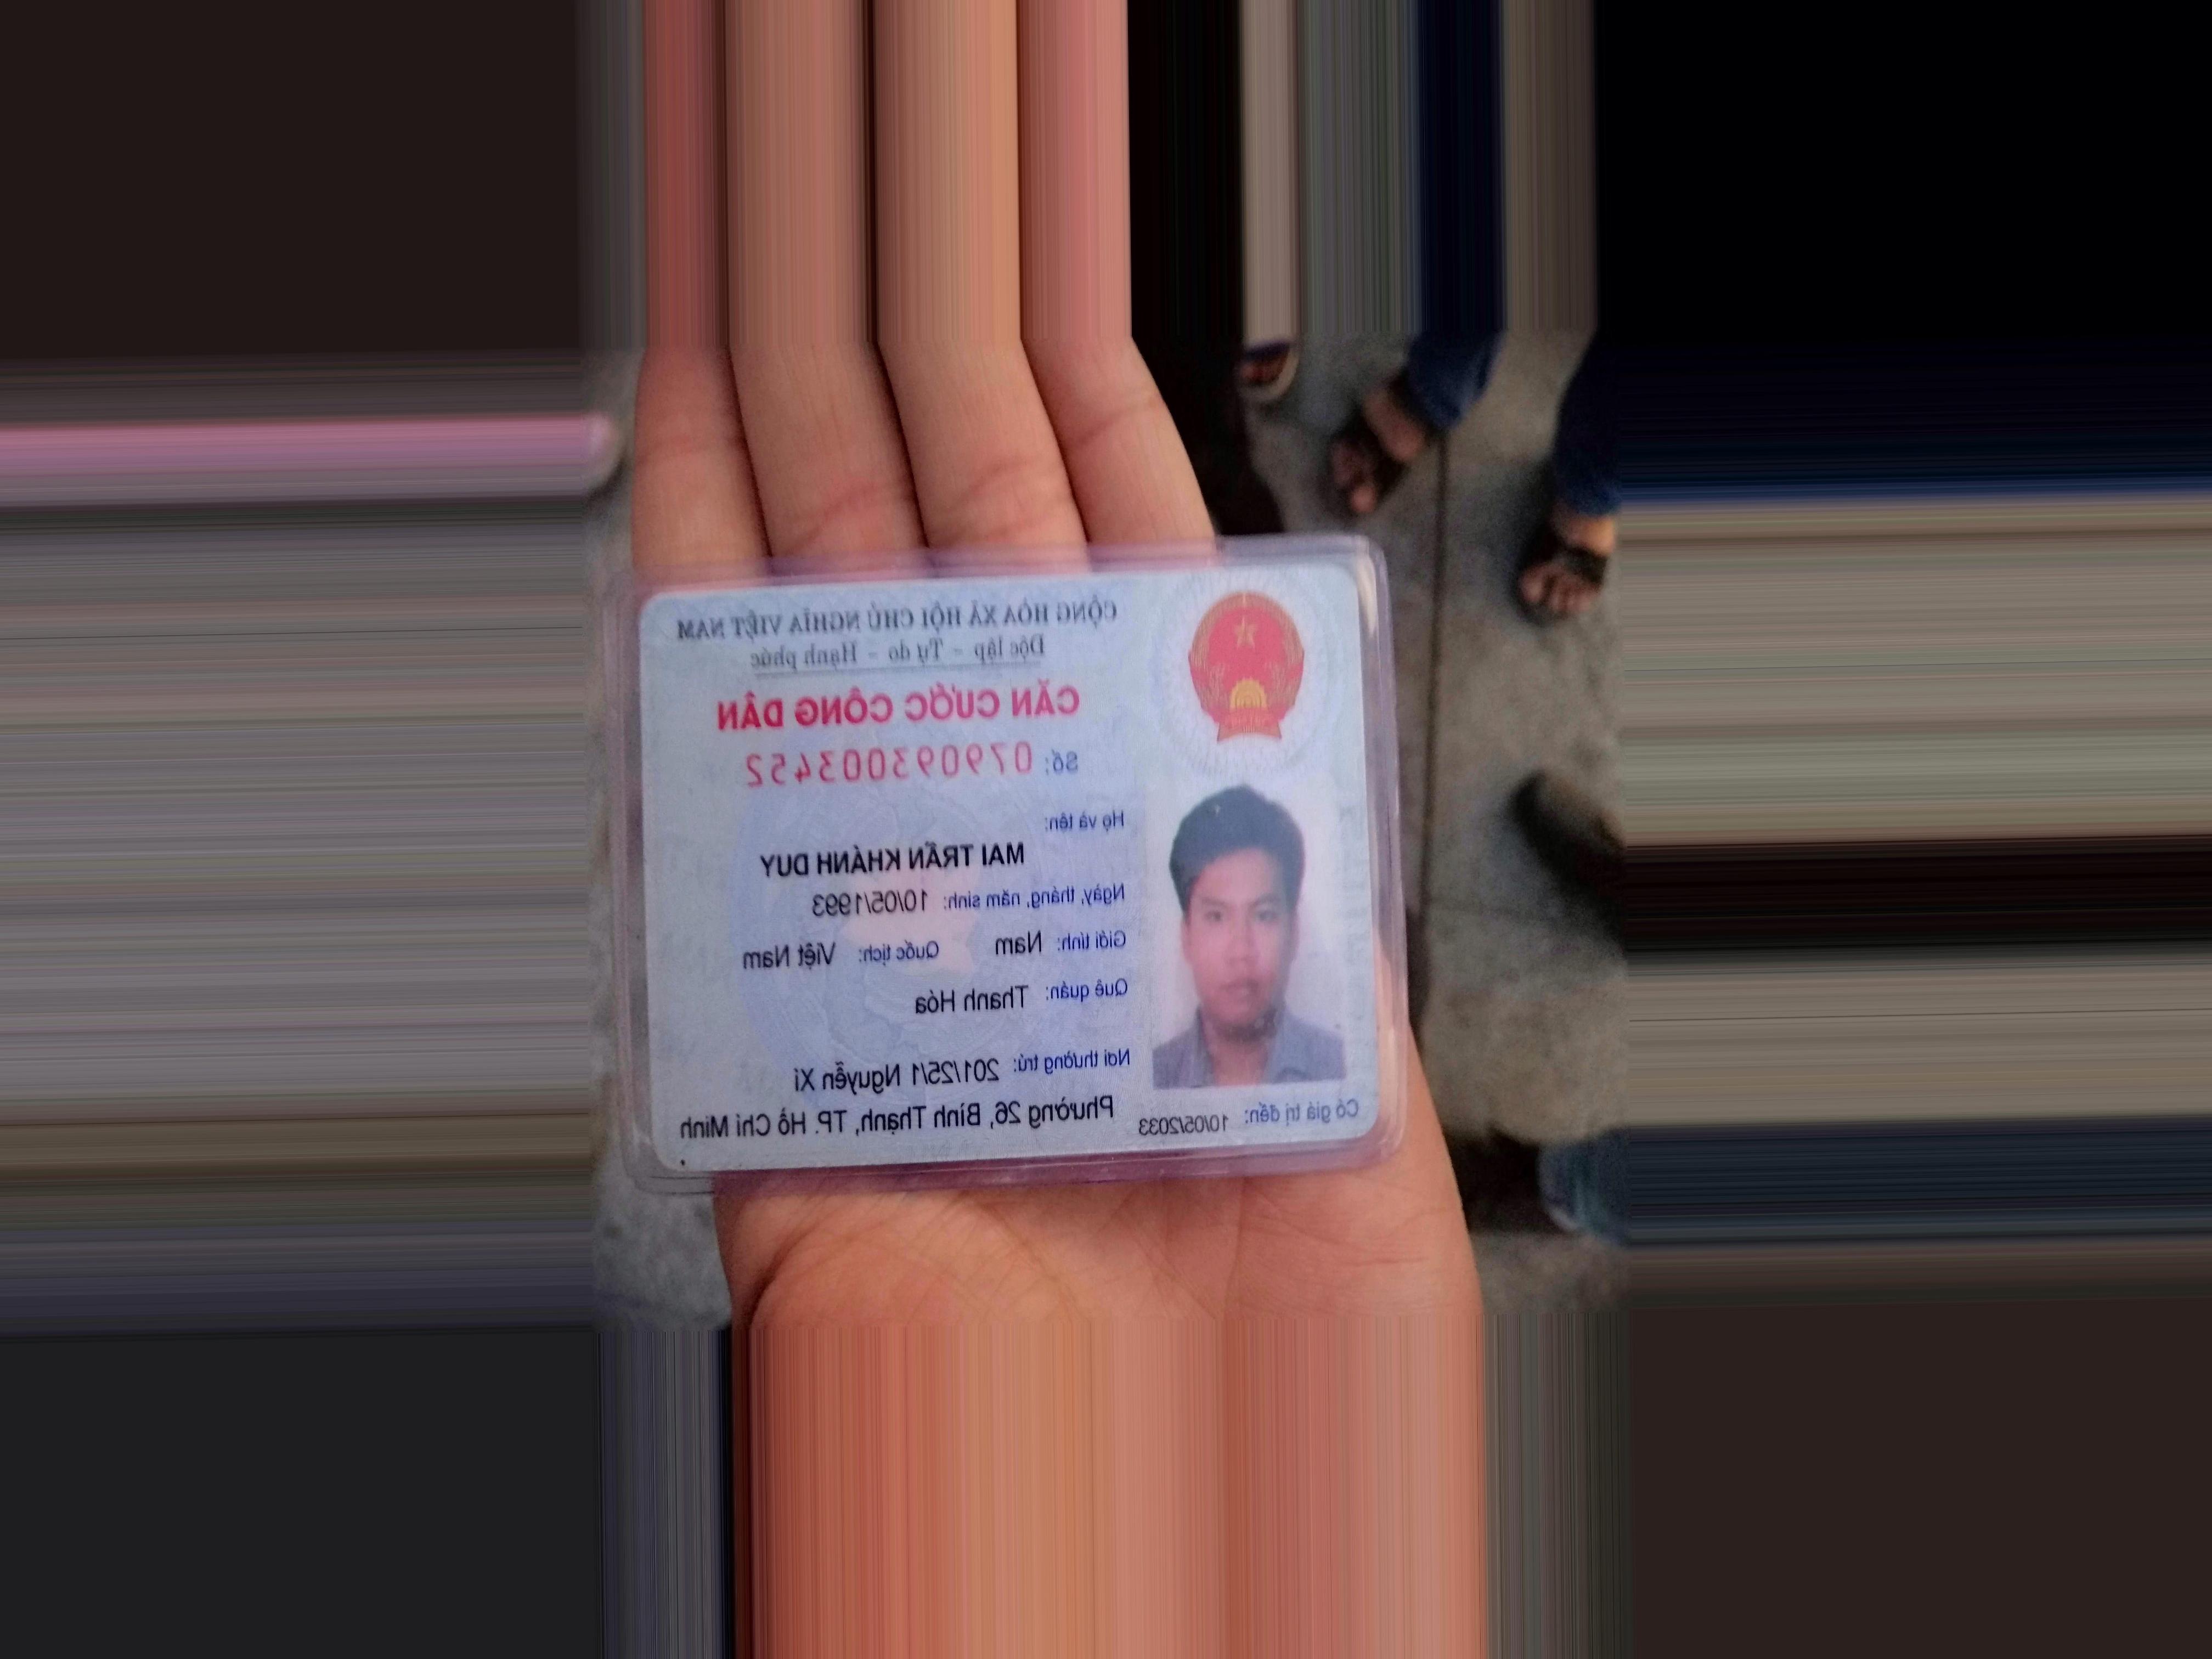 CỘNG HÒA XÃ HỘI CHỦ NGHĨA VIỆT NAM
Độc lập - Tự do - Hạnh phúc
CĂN CƯỚC CÔNG DÂN
Số: 079093003452
Họ và tên:
MAI TRẦN KHÁNH DUY
Ngày, tháng, năm sinh: 10/05/1993
Giới tính: Nam Quốc tịch: Việt Nam
Quê quán: Thanh Hóa
Nơi thường trú: 201/25/1 Nguyễn Xí
Phường 26, Bình Thạnh, TP. Hồ Chí Minh
Có giá trị đến: 10/05/2033